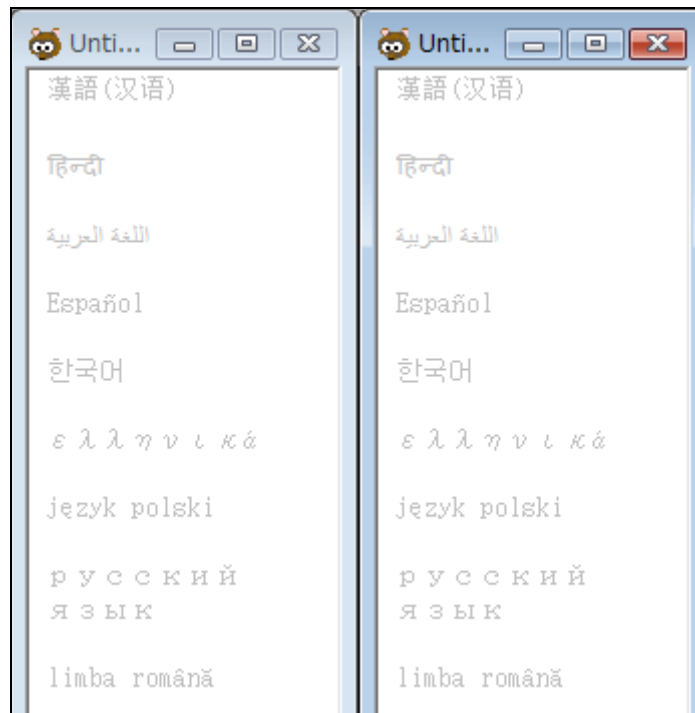 Unti...
漢語(汉语)
हिन्दी
اللغة العربية
Español
한국어
ελληνικά
język polski
русский
язык
limba română
Unti...
漢語(汉语)
हिन्दी
اللغة العربية
Español
한국어
ελληνικά
język polski
русский
язык
limba română